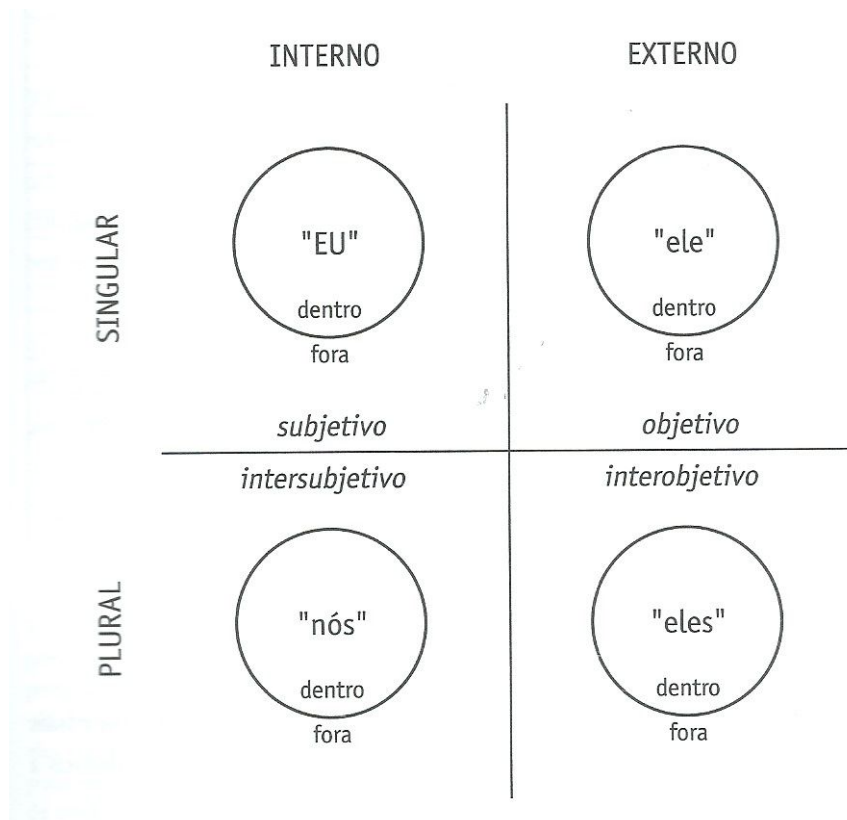 INTERNO
EXTERNO
SINGULAR
"EU"
dentro
fora
subjetivo
"ele"
dentro
fora
objetivo
PLURAL
intersubjetivo
"nós"
dentro
fora
interobjetivo
"eles"
dentro
fora